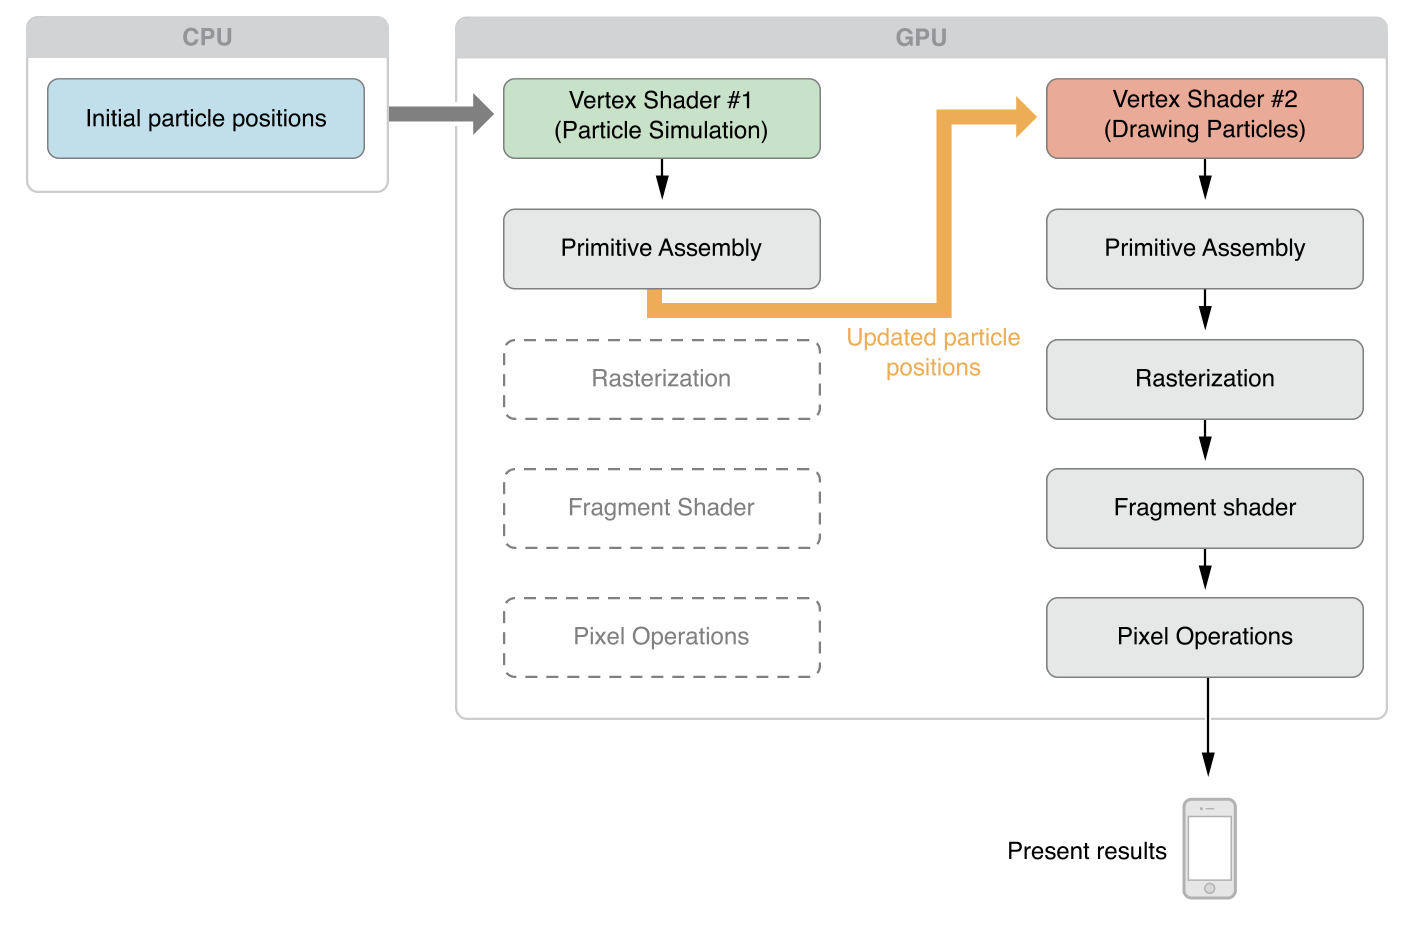 CPU
Initial particle positions
GPU
Vertex Shader #1
(Particle Simulation)
Primitive Assembly
Rasterization
Fragment Shader
Pixel Operations
Updated particle
positions
Vertex Shader #2
(Drawing Particles)
Primitive Assembly
Rasterization
Fragment shader
Pixel Operations
Present results